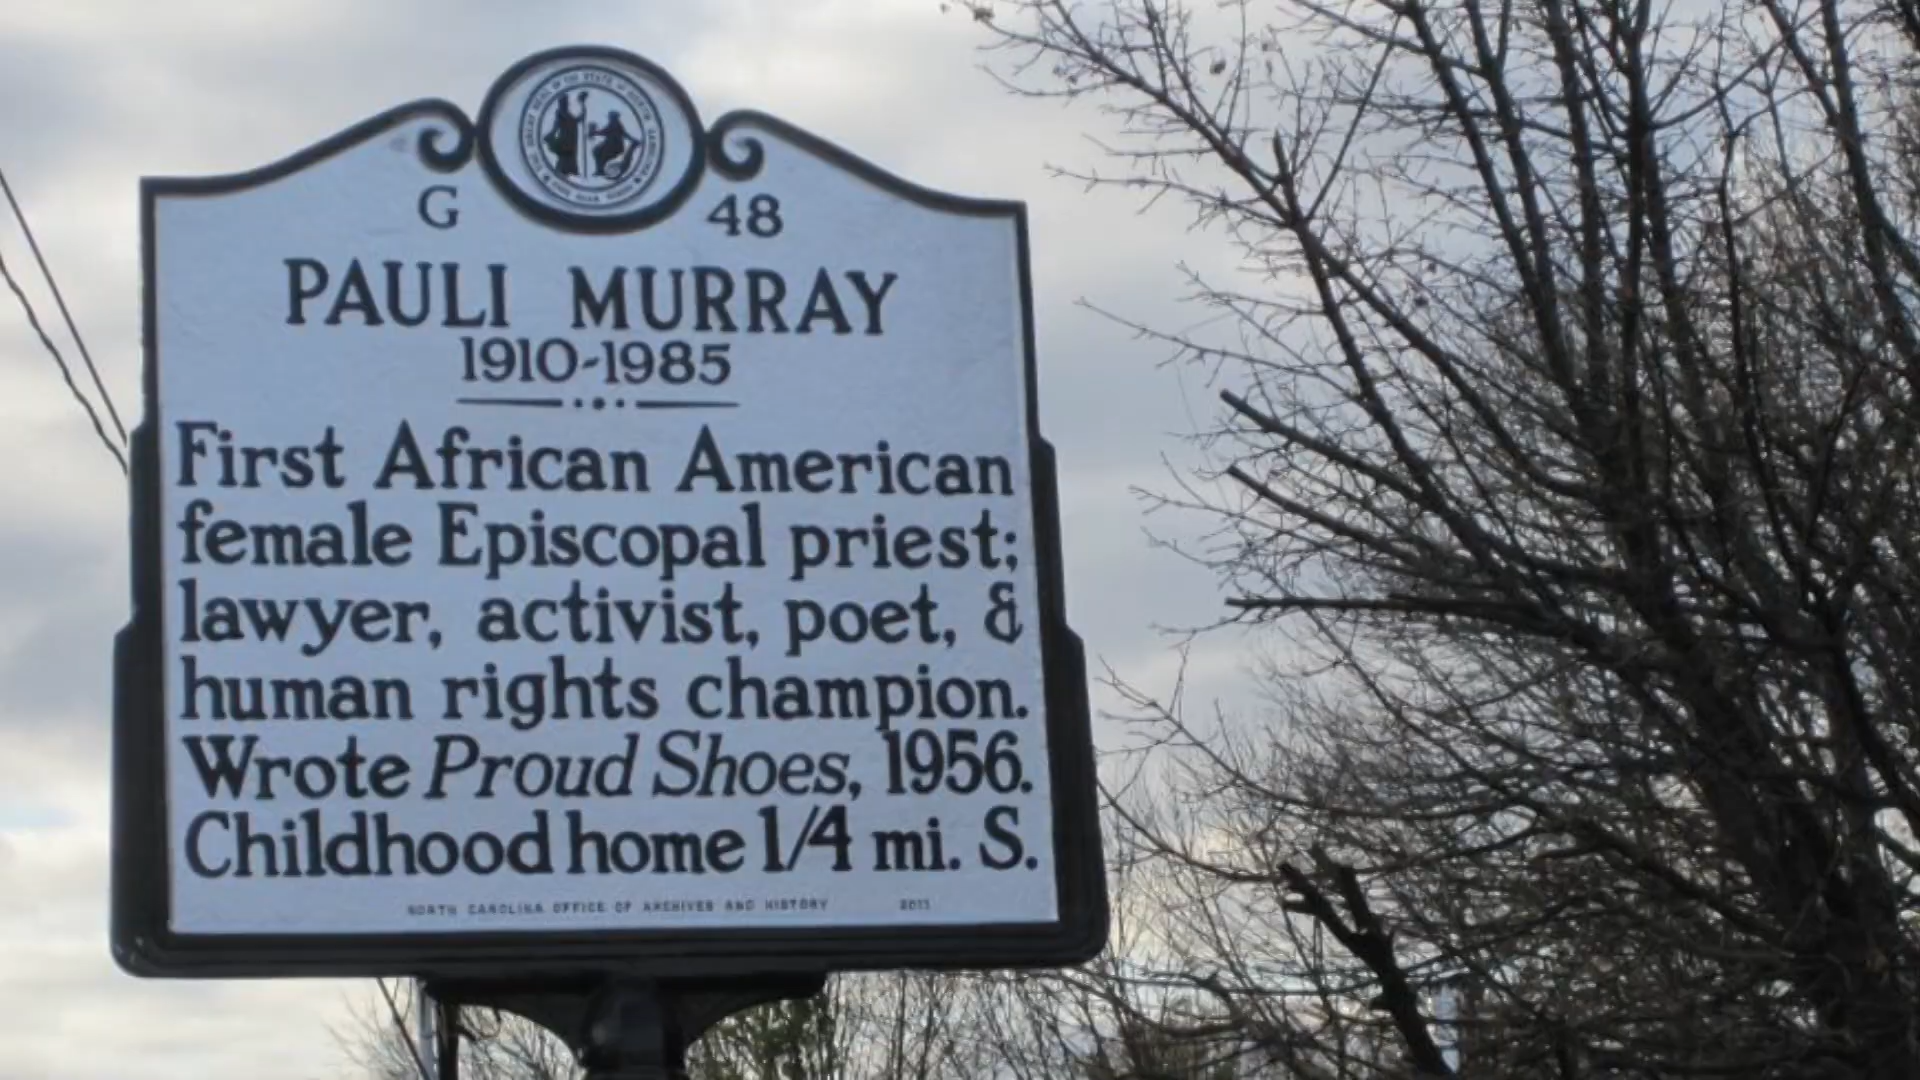 G 48
PAULI MURRAY
1910-1985
First African American
female Episcopal priest;
lawyer, activist, poet, &
human rights champion.
Wrote Proud Shoes, 1956.
Childhood home 1/4 mi. S.
NORTH CAROLINA OFFICE OF ARCHIVES AND HISTORY 2011